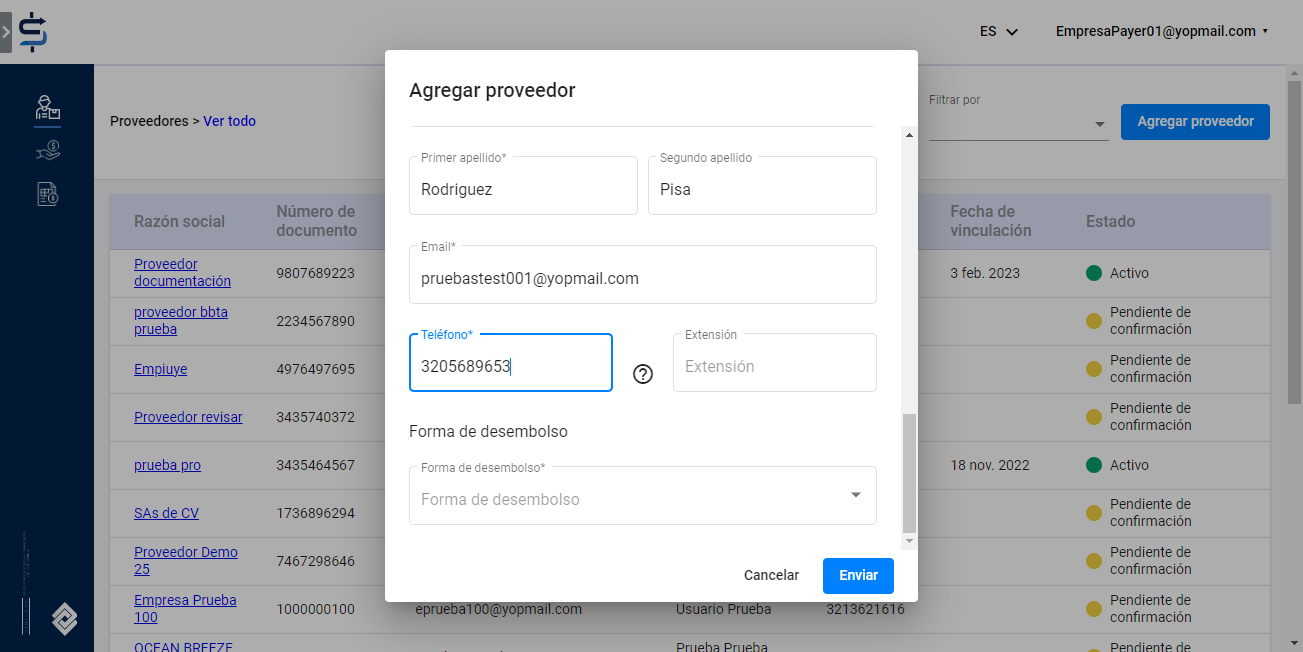 ES
EmpresaPayer01@yopmail.com
Proveedores > Ver todo
Filtrar por
Agregar proveedor
Agregar proveedor
Primer apellido*
Rodriguez
Segundo apellido
Pisa
Email*
pruebastest001@yopmail.com
Teléfono*
3205689653
Extensión
Extensión
Forma de desembolso
Forma de desembolso*
Forma de desembolso
Cancelar
Enviar
Razón social
Número de
documento
Fecha de
vinculación
Estado
Proveedor
documentación
9807689223
3 feb. 2023
Activo
proveedor bbta
prueba
2234567890
Pendiente de
confirmación
Empiuye
4976497695
Pendiente de
confirmación
Proveedor revisar
3435740372
Pendiente de
confirmación
prueba pro
3435464567
18 nov. 2022
Activo
SAs de CV
1736896294
Pendiente de
confirmación
Proveedor Demo
25
7467298646
Pendiente de
confirmación
Empresa Prueba
100
1000000100
eprueba100@yopmail.com
Usuario Prueba
3213621616
Pendiente de
confirmación
OCEAN BREEZE
Prueba Prueba
Pendiente de